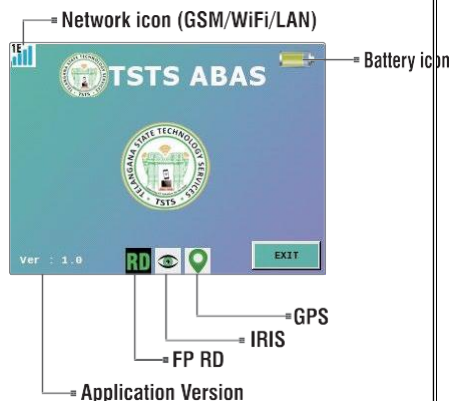 Network icon (GSM/WiFi/LAN)
1E
TSTS ABAS
Battery icon
TELANGANA STATE TECHNOLOGY SERVICES
TSTS
Ver : 1.0
RD
EXIT
GPS
IRIS
FP RD
Application Version